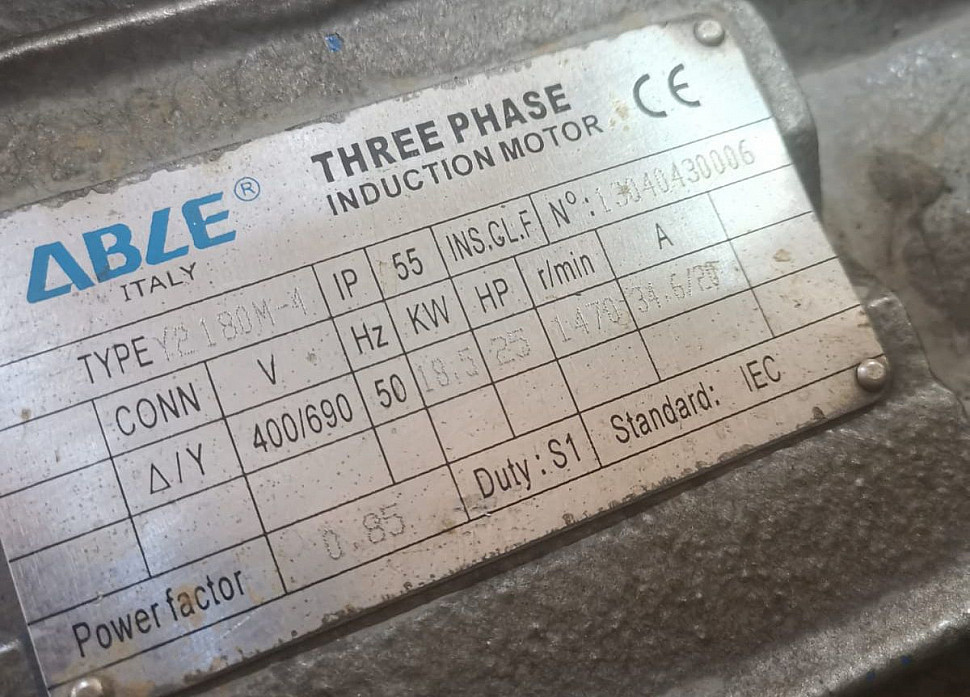 ABLE®
ITALY
THREE PHASE
INDUCTION MOTOR
CE
TYPE Y2 180M-4 IP 55 INS.GL.F Nº: 13040430006
CONN V Hz KW HP r/min A
Δ/Y 400/690 50 18.5 25 1470 34.6/20
Power factor 0.85 Duty: S1 Standard: IEC